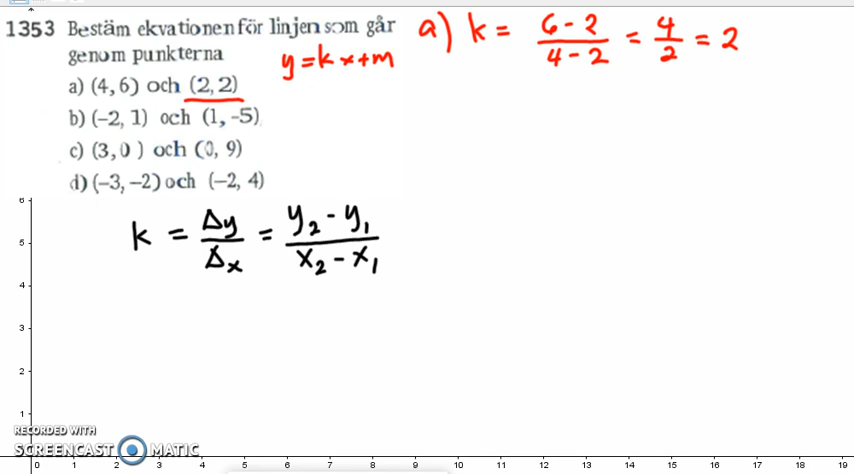 1353 Bestäm ekvationen för linjen som går
genom punkterna
y = kx+m
a) (4, 6) och (2, 2)
b) (−2, 1) och (1, -5)
c) (3, 0 ) och (0, 9)
d) (−3, −2) och (−2, 4)
a) k = 6-2 / 4-2 = 4/2 = 2
k = Δy/Δx = y₂ - y₁ / x₂ - x₁
6
5
4
3
2
1
0 1 2 3 4 5 6 7 8 9 10 11 12 13 14 15 16 17 18 19
RECORDED WITH
SCREENCAST MATIC